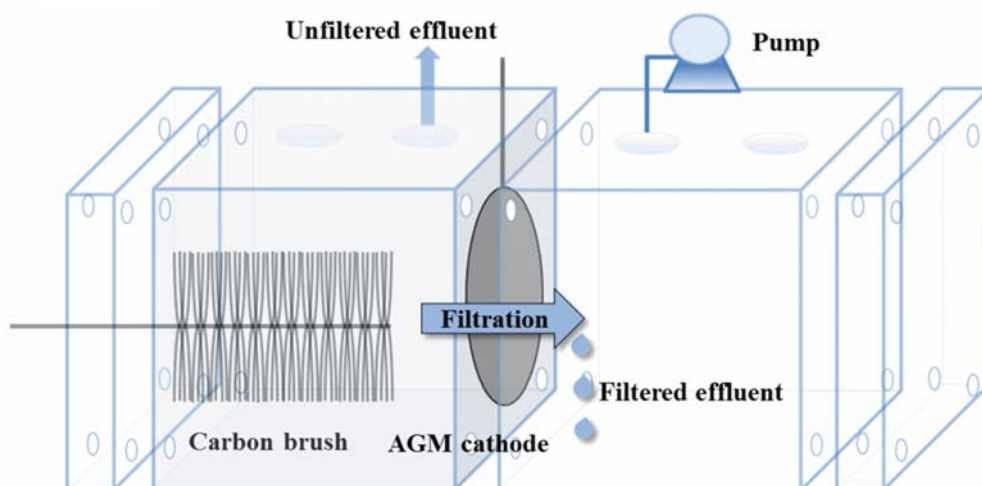 Unfiltered effluent
Pump
Filtration
Filtered effluent
Carbon brush
AGM cathode